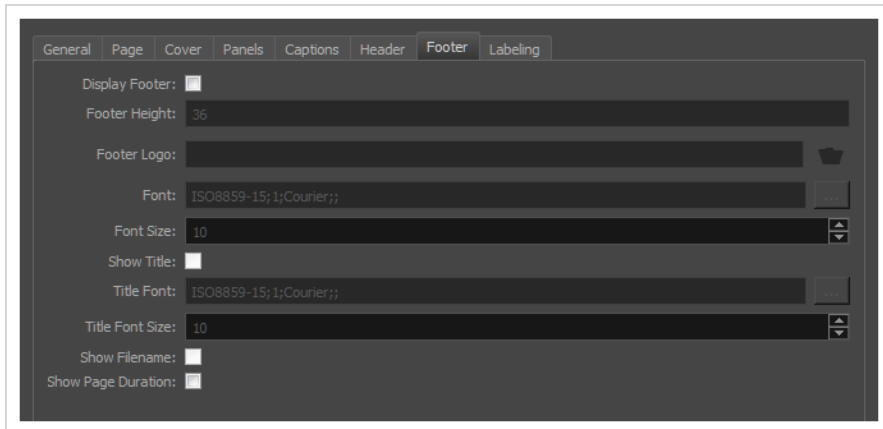 General Page Cover Panels Captions Header Footer Labeling
Display Footer:
Footer Height: 36
Footer Logo:
Font: ISO8859-15;1;Courier;; ...
Font Size: 10
Show Title:
Title Font: ISO8859-15;1;Courier;; ...
Title Font Size: 10
Show Filename:
Show Page Duration: